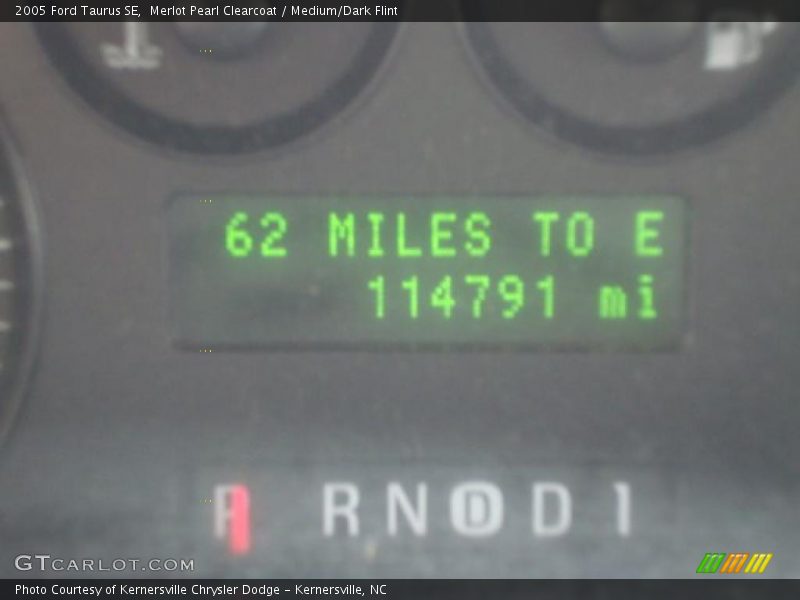 2005 Ford Taurus SE,  Merlot Pearl Clearcoat / Medium/Dark Flint
62 MILES TO E
114791 mi
P R N D D 1
GTCARLOT.COM
Photo Courtesy of Kernersville Chrysler Dodge – Kernersville, NC